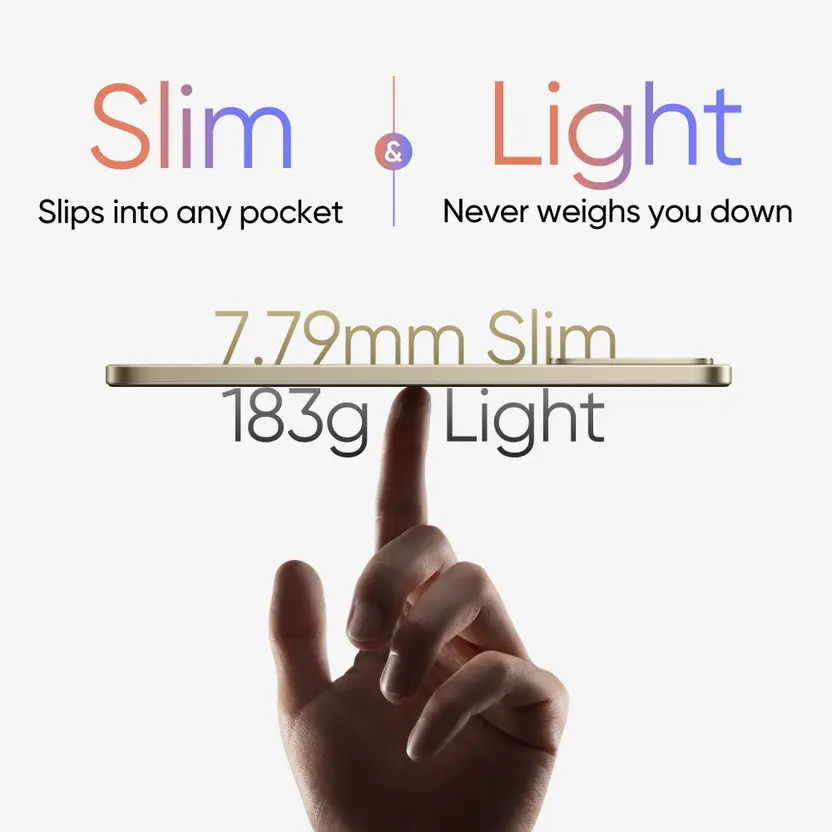 Slim & Light
Slips into any pocket
Never weighs you down
7.79mm Slim
183g Light